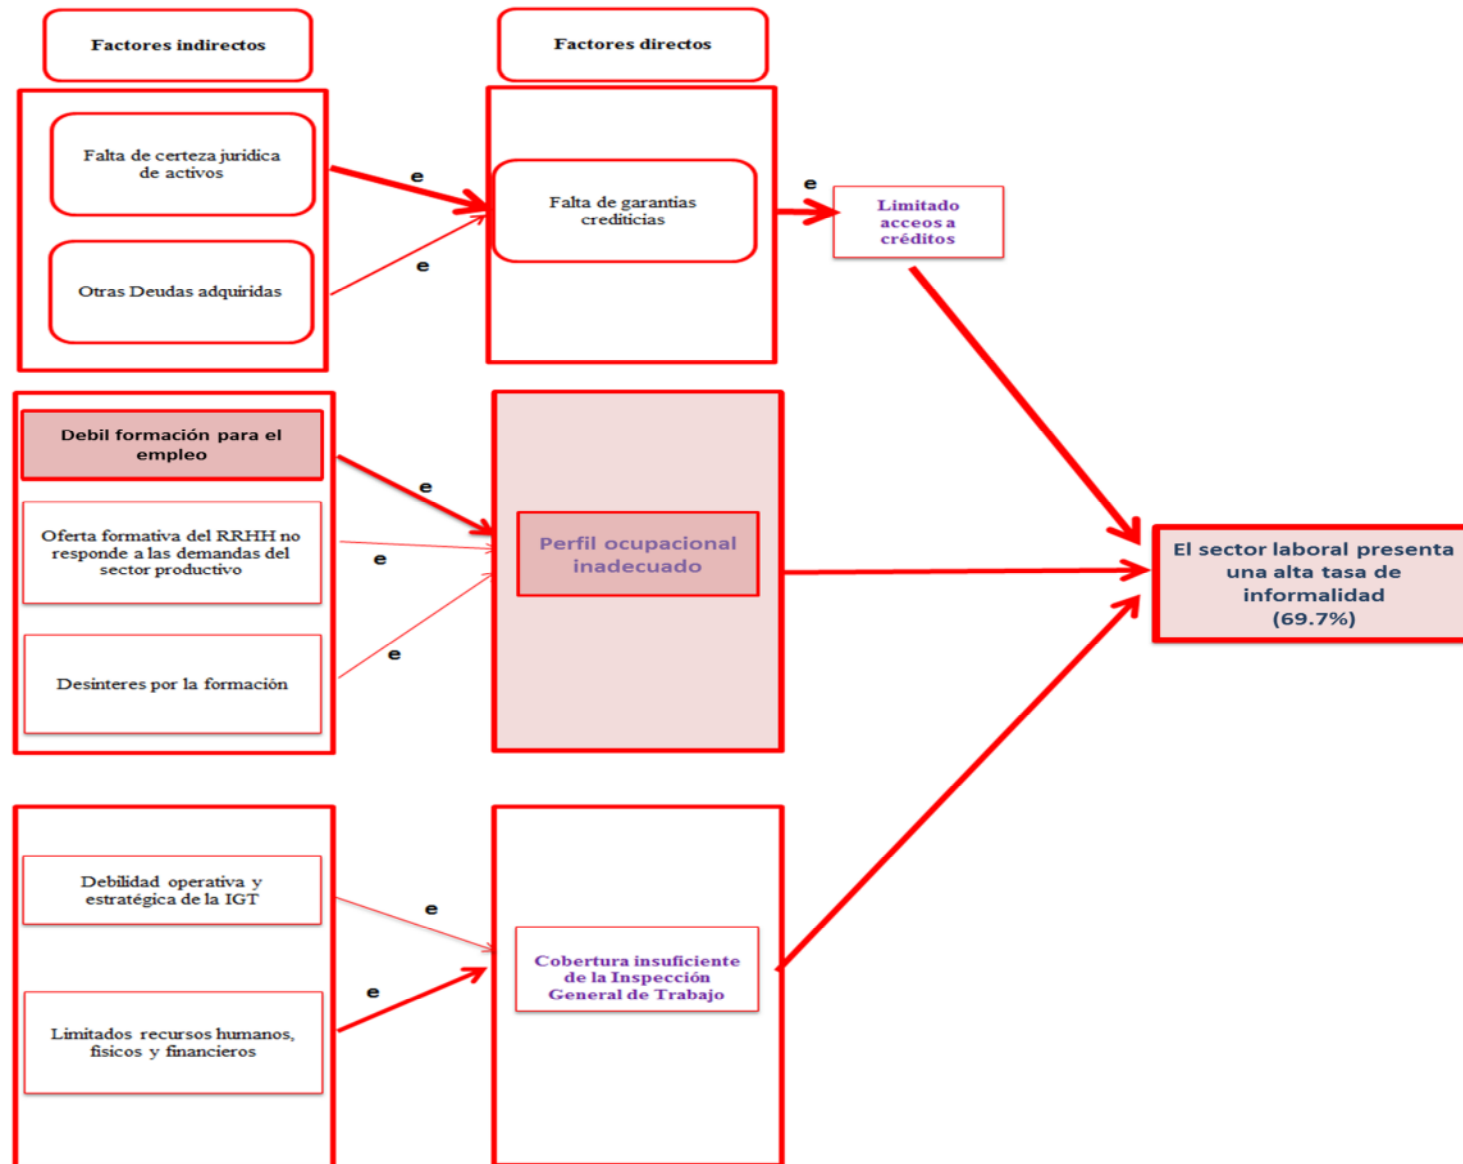 Factores indirectos
Factores directos
Falta de certeza juridica
de activos
e
Otras Deudas adquiridas
e
Falta de garantias
crediticias
e
Limitado
acceos a
créditos
Debil formación para el
empleo
e
Oferta formativa del RRHH no
responde a las demandas del
sector productivo
e
Desinteres por la formación
e
Perfil ocupacional
inadecuado
El sector laboral presenta
una alta tasa de
informalidad
(69.7%)
Debilidad operativa y
estratégica de la IGT
e
Limitados recursos humanos,
fisicos y financieros
e
Cobertura insuficiente
de la Inspección
General de Trabajo